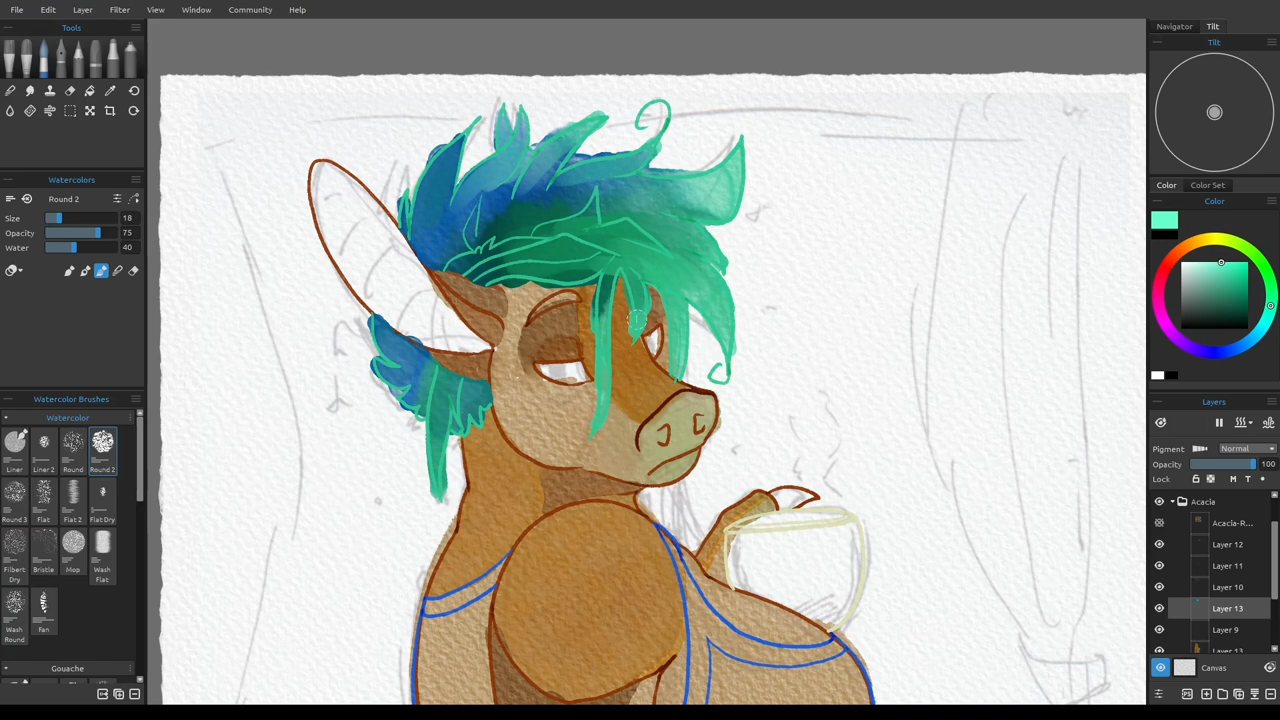 File Edit Layer Filter View Window Community Help
Tools
Navigator Tilt
Tilt
Watercolors
Round 2
Size 18
Opacity 75
Water 40
Color Color Set
Color
Watercolor Brushes
Watercolor
Liner Liner 2 Round Round 2
Round 3 Flat Flat 2 Flat Dry
Filbert Dry Bristle Mop Wash Flat
Wash Round Fan
Gouache
Layers
Pigment Normal
Opacity 100
Lock M T
Acacia
Acacia-R...
Layer 12
Layer 11
Layer 10
Layer 13
Layer 9
Layer 13
Canvas
PS